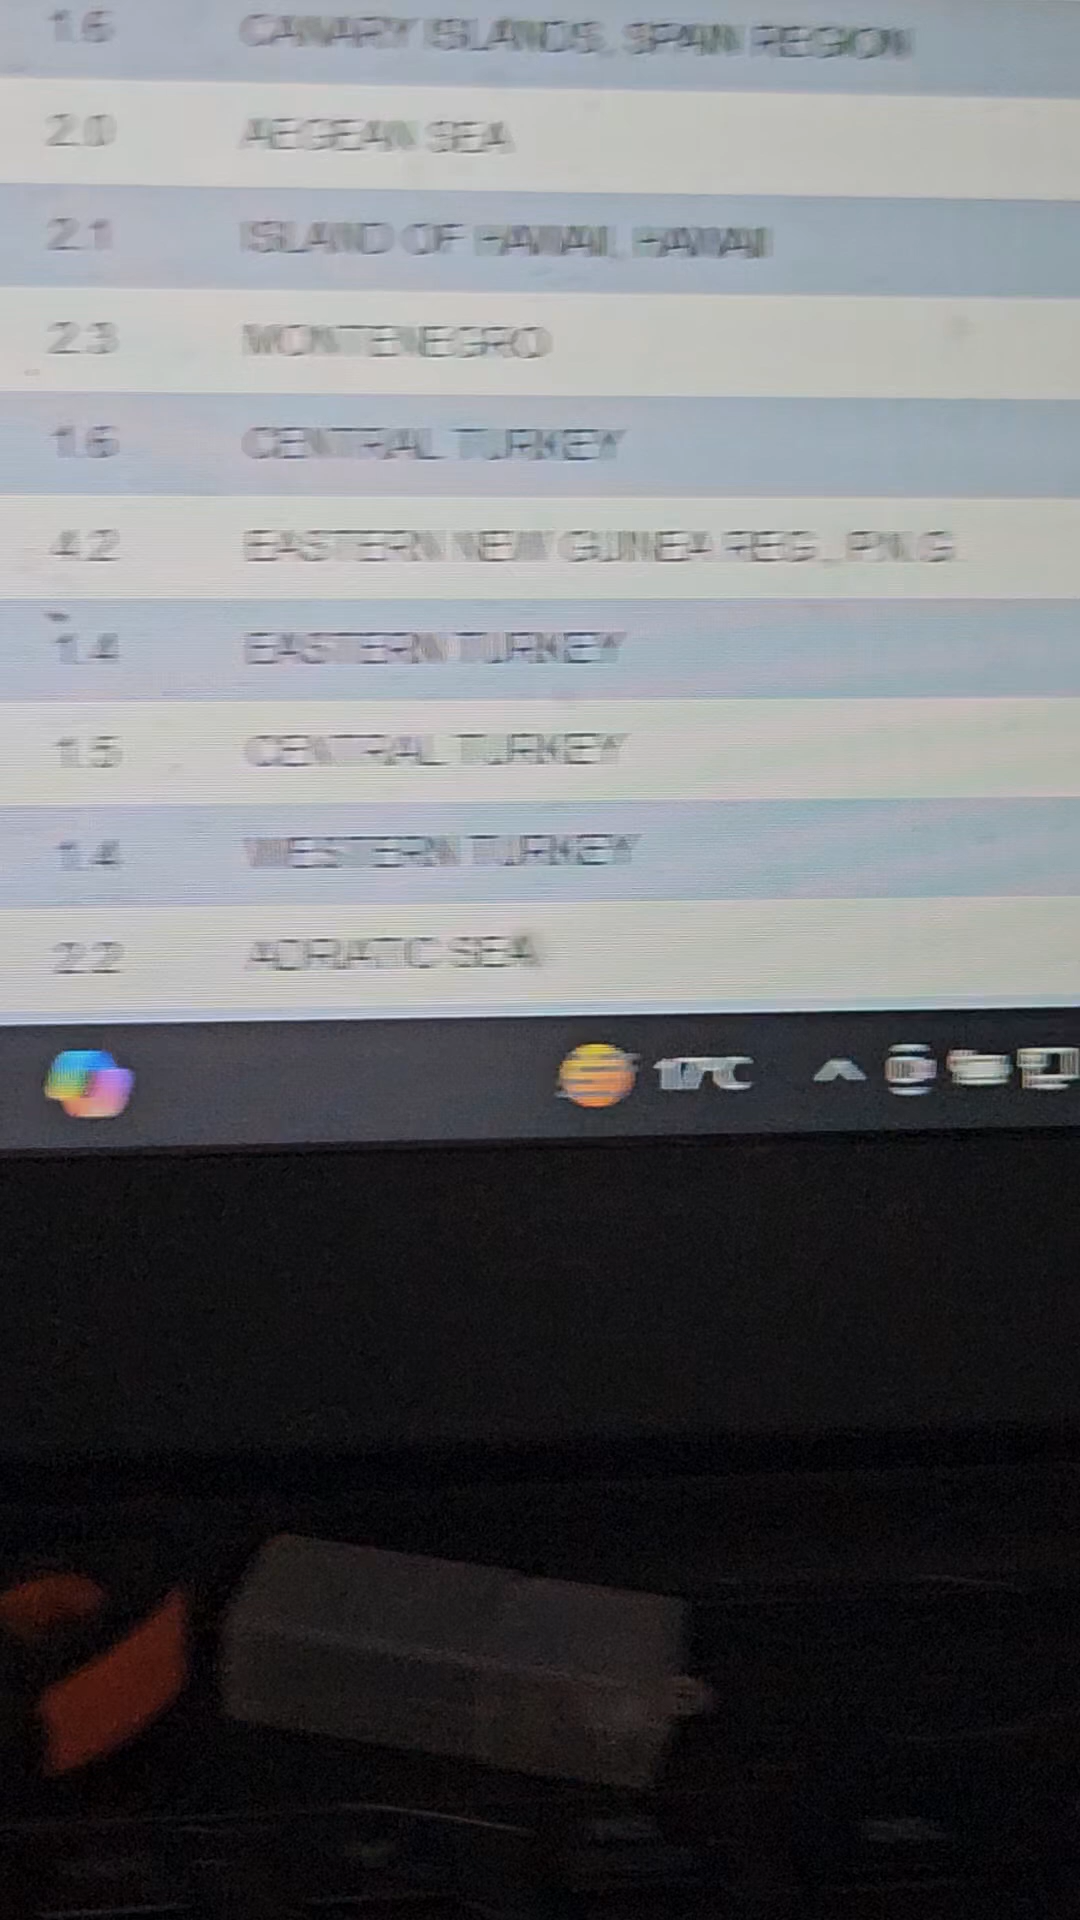 1.6 CANARY ISLANDS, SPAIN REGION
2.0 AEGEAN SEA
2.1 ISLAND OF HAWAII, HAWAII
2.3 MONTENEGRO
1.6 CENTRAL TURKEY
4.2 EASTERN NEW GUINEA REG., P.N.G.
1.4 EASTERN TURKEY
1.5 CENTRAL TURKEY
1.4 WESTERN TURKEY
2.2 ADRIATIC SEA